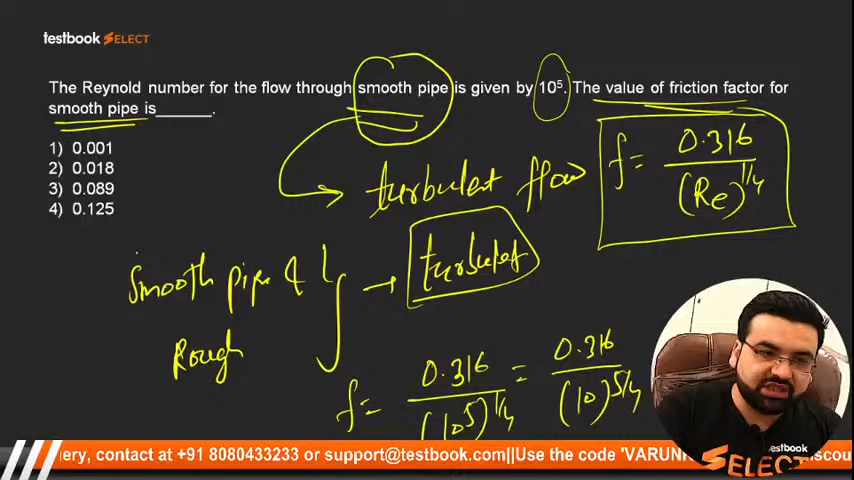 testbook SELECT
The Reynold number for the flow through smooth pipe is given by 10⁵. The value of friction factor for
smooth pipe is______.
1) 0.001
2) 0.018
3) 0.089
4) 0.125
f = 0.316 / (Re)^1/4
turbulent flow
Smooth pipe &
Rough
→ turbulent
f = 0.316 / (10⁵)^1/4 = 0.316 / (10)^5/4
testbook
SELECT
ery, contact at +91 8080433233 or support@testbook.com||Use the code 'VARUN
iscou